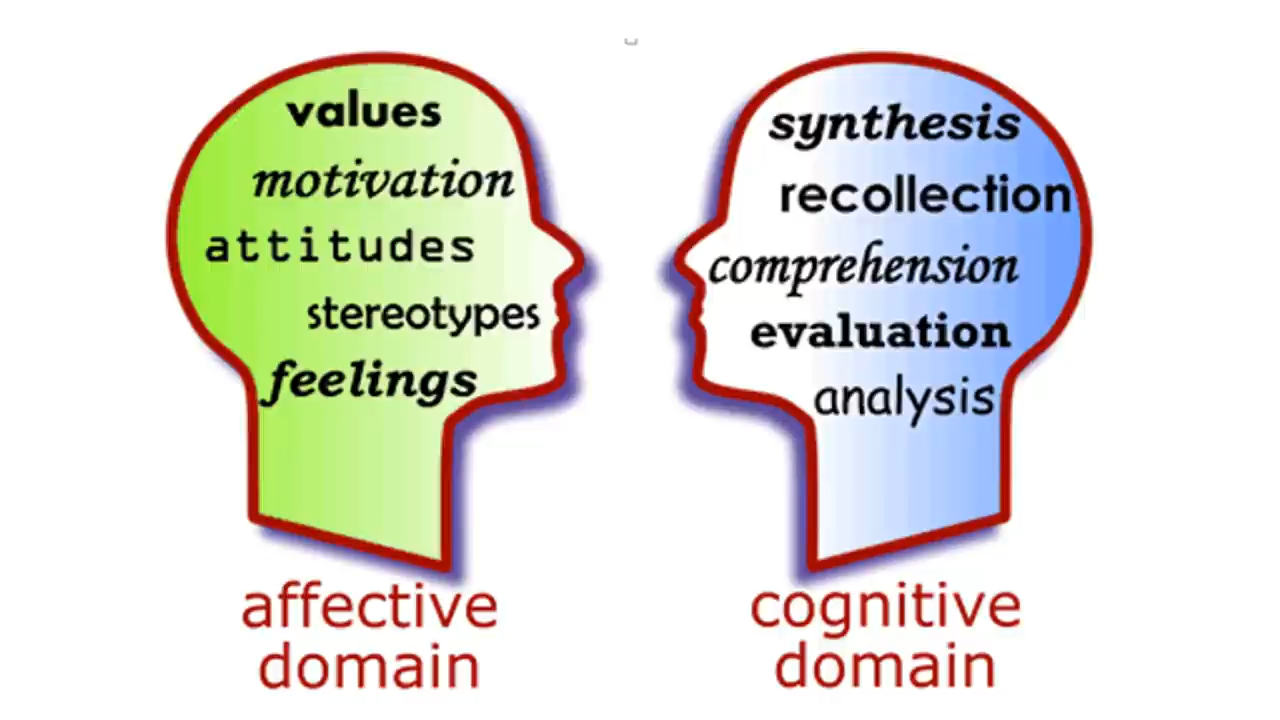 values
motivation
attitudes
stereotypes
feelings
affective
domain
synthesis
recollection
comprehension
evaluation
analysis
cognitive
domain